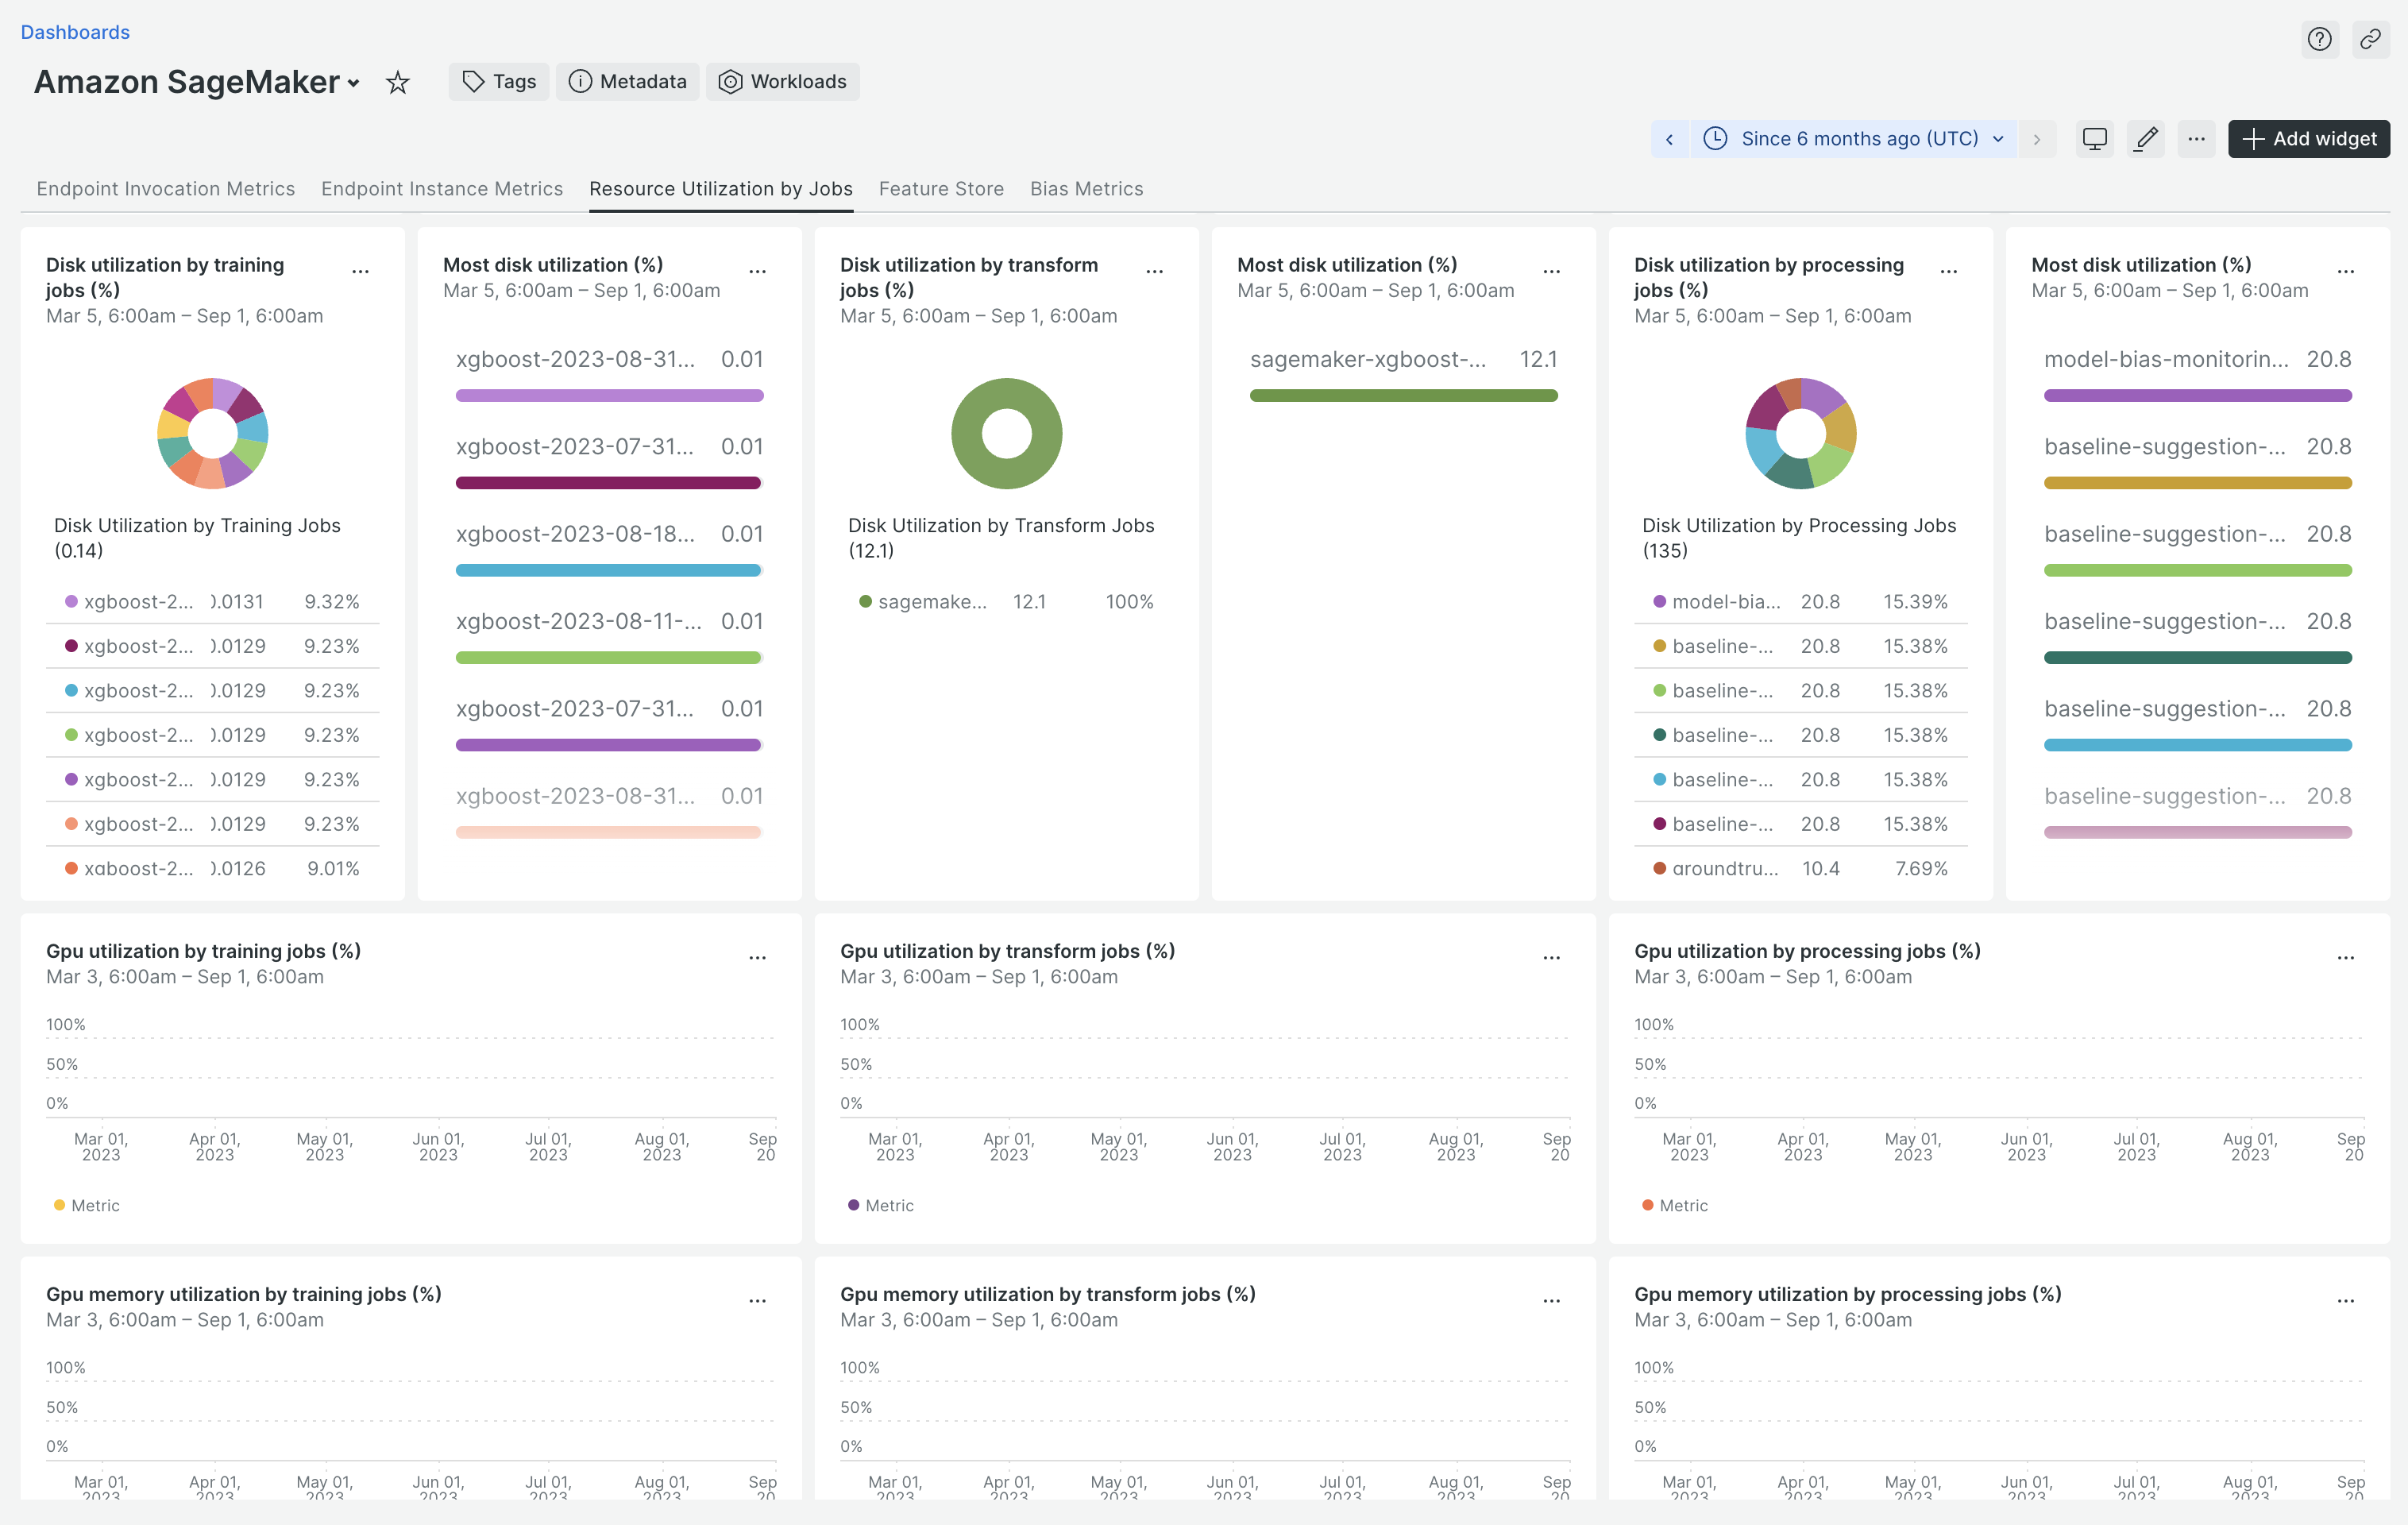 Dashboards
Amazon SageMaker
Tags
Metadata
Workloads
Since 6 months ago (UTC)
Add widget
Endpoint Invocation Metrics
Endpoint Instance Metrics
Resource Utilization by Jobs
Feature Store
Bias Metrics
Disk utilization by training
jobs (%)
Mar 5, 6:00am – Sep 1, 6:00am
Disk Utilization by Training Jobs
(0.14)
xgboost-2... 0.0131 9.32%
xgboost-2... 0.0129 9.23%
xgboost-2... 0.0129 9.23%
xgboost-2... 0.0129 9.23%
xgboost-2... 0.0129 9.23%
xgboost-2... 0.0129 9.23%
xgboost-2... 0.0126 9.01%
Most disk utilization (%)
Mar 5, 6:00am – Sep 1, 6:00am
xgboost-2023-08-31... 0.01
xgboost-2023-07-31... 0.01
xgboost-2023-08-18... 0.01
xgboost-2023-08-11-... 0.01
xgboost-2023-07-31... 0.01
xgboost-2023-08-31... 0.01
Disk utilization by transform
jobs (%)
Mar 5, 6:00am – Sep 1, 6:00am
Disk Utilization by Transform Jobs
(12.1)
sagemake... 12.1 100%
Most disk utilization (%)
Mar 5, 6:00am – Sep 1, 6:00am
sagemaker-xgboost-... 12.1
Disk utilization by processing
jobs (%)
Mar 5, 6:00am – Sep 1, 6:00am
Disk Utilization by Processing Jobs
(135)
model-bia... 20.8 15.39%
baseline-... 20.8 15.38%
baseline-... 20.8 15.38%
baseline-... 20.8 15.38%
baseline-... 20.8 15.38%
baseline-... 20.8 15.38%
groundtru... 10.4 7.69%
Most disk utilization (%)
Mar 5, 6:00am – Sep 1, 6:00am
model-bias-monitorin... 20.8
baseline-suggestion-... 20.8
baseline-suggestion-... 20.8
baseline-suggestion-... 20.8
baseline-suggestion-... 20.8
baseline-suggestion-... 20.8
Gpu utilization by training jobs (%)
Mar 3, 6:00am – Sep 1, 6:00am
100%
50%
0%
Mar 01, Apr 01, May 01, Jun 01, Jul 01, Aug 01, Sep
2023 2023 2023 2023 2023 2023 20
Metric
Gpu utilization by transform jobs (%)
Mar 3, 6:00am – Sep 1, 6:00am
100%
50%
0%
Mar 01, Apr 01, May 01, Jun 01, Jul 01, Aug 01, Sep
2023 2023 2023 2023 2023 2023 20
Metric
Gpu utilization by processing jobs (%)
Mar 3, 6:00am – Sep 1, 6:00am
100%
50%
0%
Mar 01, Apr 01, May 01, Jun 01, Jul 01, Aug 01, Sep
2023 2023 2023 2023 2023 2023 20
Metric
Gpu memory utilization by training jobs (%)
Mar 3, 6:00am – Sep 1, 6:00am
100%
50%
0%
Mar 01, Apr 01, May 01, Jun 01, Jul 01, Aug 01, Sep
2023 2023 2023 2023 2023 2023 20
Gpu memory utilization by transform jobs (%)
Mar 3, 6:00am – Sep 1, 6:00am
100%
50%
0%
Mar 01, Apr 01, May 01, Jun 01, Jul 01, Aug 01, Sep
2023 2023 2023 2023 2023 2023 20
Gpu memory utilization by processing jobs (%)
Mar 3, 6:00am – Sep 1, 6:00am
100%
50%
0%
Mar 01, Apr 01, May 01, Jun 01, Jul 01, Aug 01, Sep
2023 2023 2023 2023 2023 2023 20